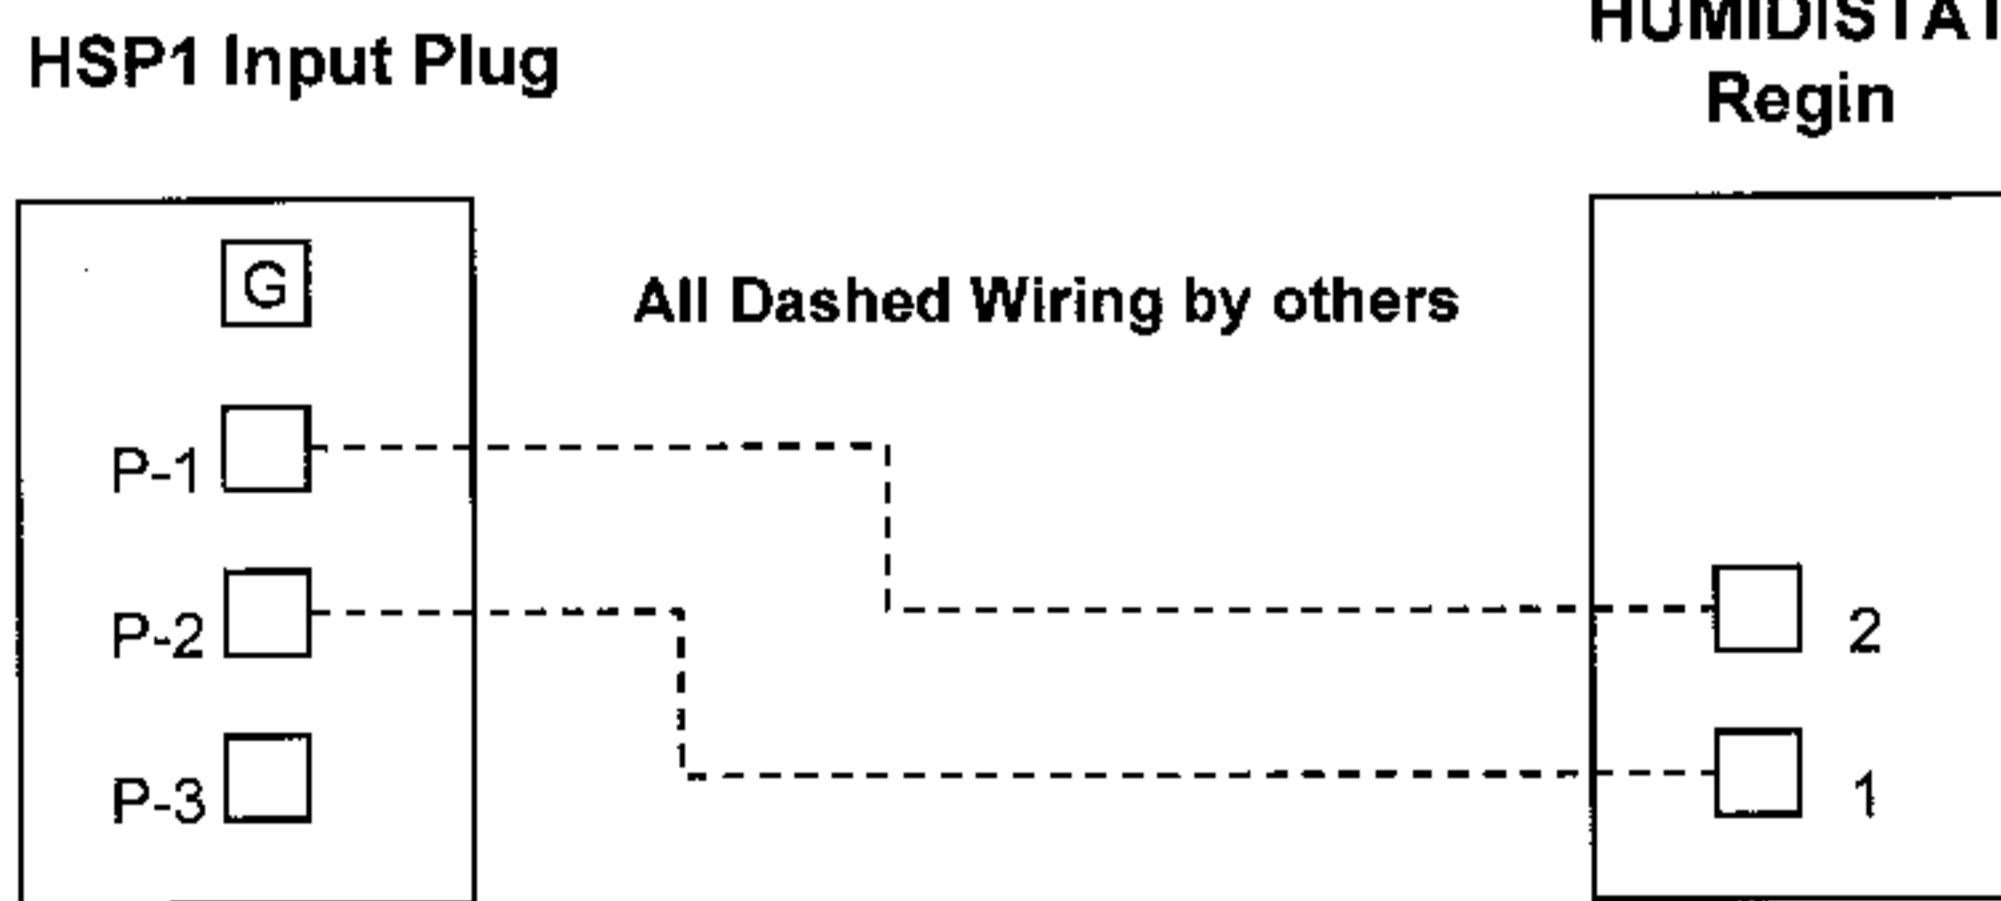 HSP1 Input Plug
HUMIDISTAT
Regin
G
All Dashed Wiring by others
P-1
P-2
2
P-3
1